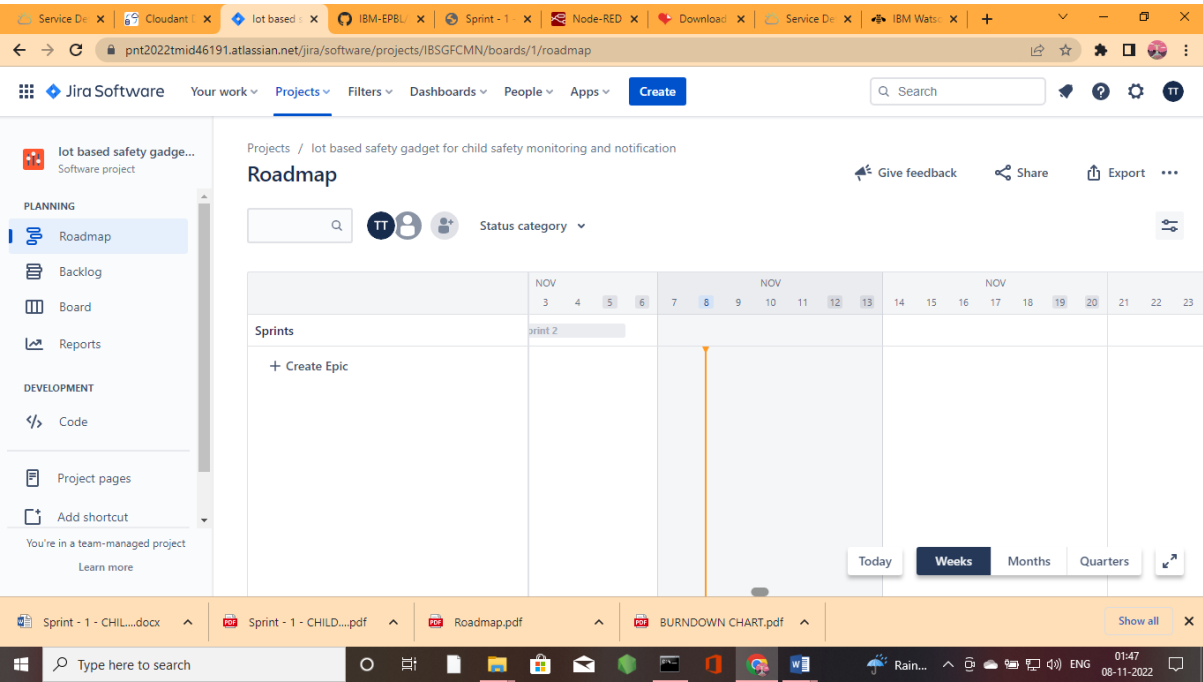 Service De
Cloudant
Iot based s
IBM-EPBL/
Sprint - 1 -
Node-RED
Download
Service De
IBM Watso
pnt2022tmid46191.atlassian.net/jira/software/projects/IBSGFCMN/boards/1/roadmap
Jira Software
Your work
Projects
Filters
Dashboards
People
Apps
Create
Search
TT
Iot based safety gadge...
Software project
PLANNING
Roadmap
Backlog
Board
Reports
DEVELOPMENT
Code
Project pages
Add shortcut
You're in a team-managed project
Learn more
Projects / Iot based safety gadget for child safety monitoring and notification
Roadmap
Give feedback
Share
Export
TT
Status category
NOV NOV NOV
3 4 5 6 7 8 9 10 11 12 13 14 15 16 17 18 19 20 21 22 23
Sprints
print 2
+ Create Epic
Today
Weeks
Months
Quarters
Sprint - 1 - CHIL....docx
Sprint - 1 - CHILD....pdf
Roadmap.pdf
BURNDOWN CHART.pdf
Show all
Type here to search
Rain...
ENG
01:47
08-11-2022